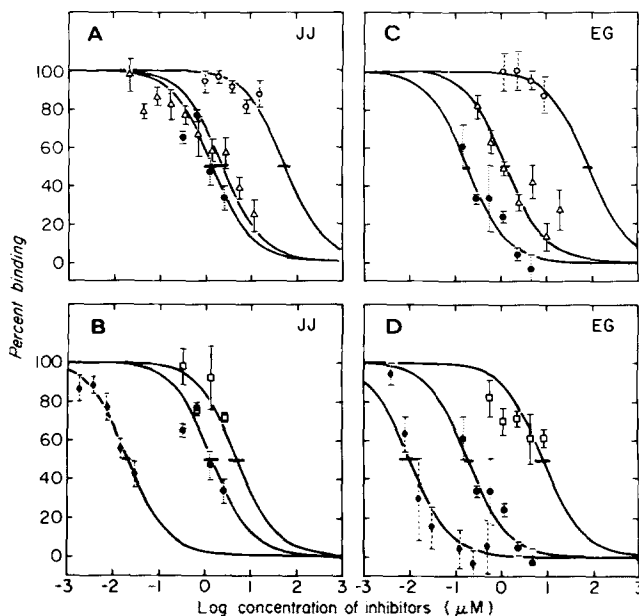 A JJ
C EG
100
80
60
40
20
0
B JJ
D EG
100
80
60
40
20
0
-3 -2 -1 0 1 2 3 -2 -1 0 1 2 3
Percent binding
Log concentration of inhibitors (μM)